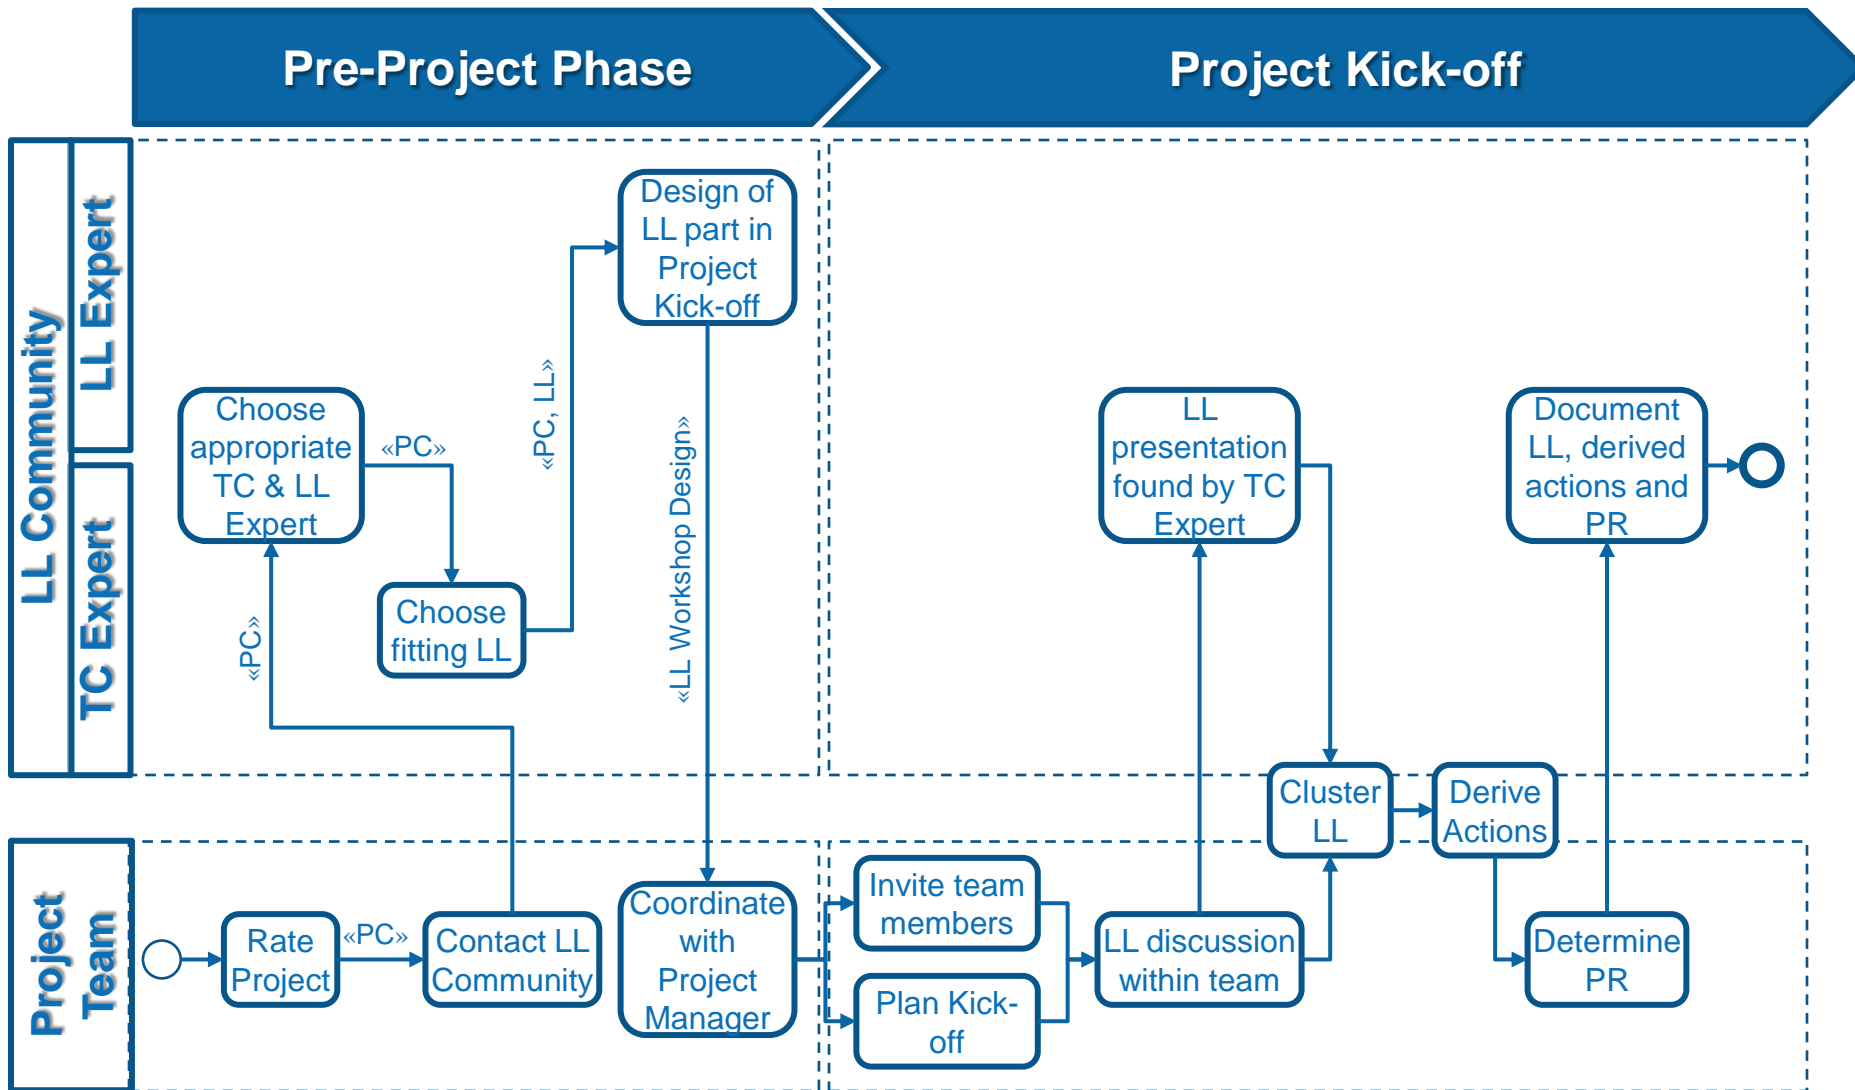 Pre-Project Phase
Project Kick-off
LL Community
LL Expert
TC Expert
Design of
LL part in
Project
Kick-off
Choose
appropriate
TC & LL
Expert
«PC»
«PC, LL»
«LL Workshop Design»
Choose
fitting LL
«PC»
LL
presentation
found by TC
Expert
Document
LL, derived
actions and
PR
Cluster
LL
Derive
Actions
Project
Team
Rate
Project
«PC»
Contact LL
Community
Coordinate
with
Project
Manager
Invite team
members
Plan Kick-
off
LL discussion
within team
Determine
PR